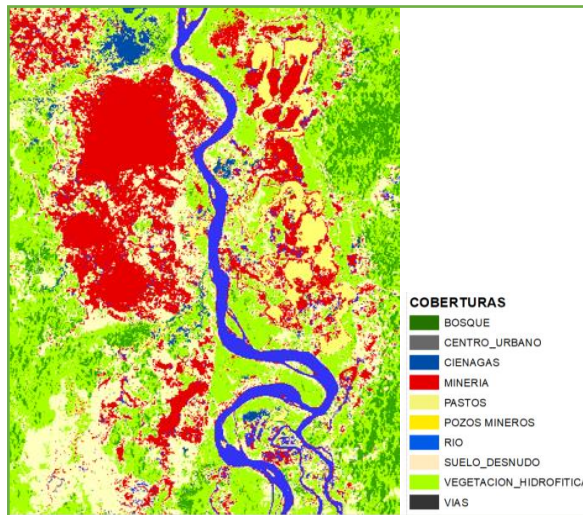 COBERTURAS
BOSQUE
CENTRO_URBANO
CIENAGAS
MINERIA
PASTOS
POZOS MINEROS
RIO
SUELO_DESNUDO
VEGETACION_HIDROFITICA
VIAS